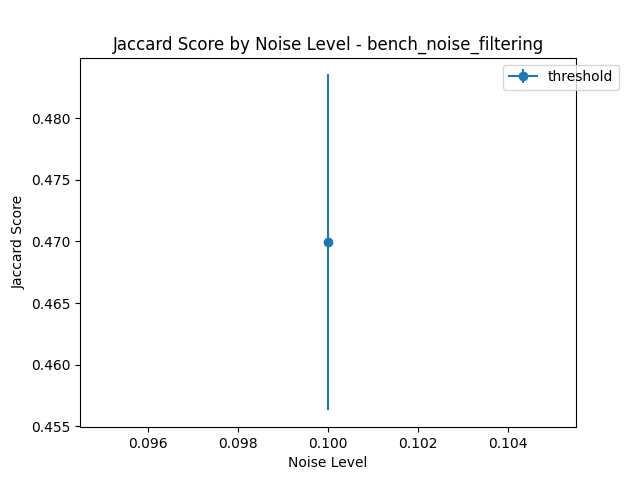 Jaccard Score by Noise Level - bench_noise_filtering
threshold
0.480
0.475
0.470
0.465
0.460
0.455
Jaccard Score
0.096
0.098
0.100
0.102
0.104
Noise Level